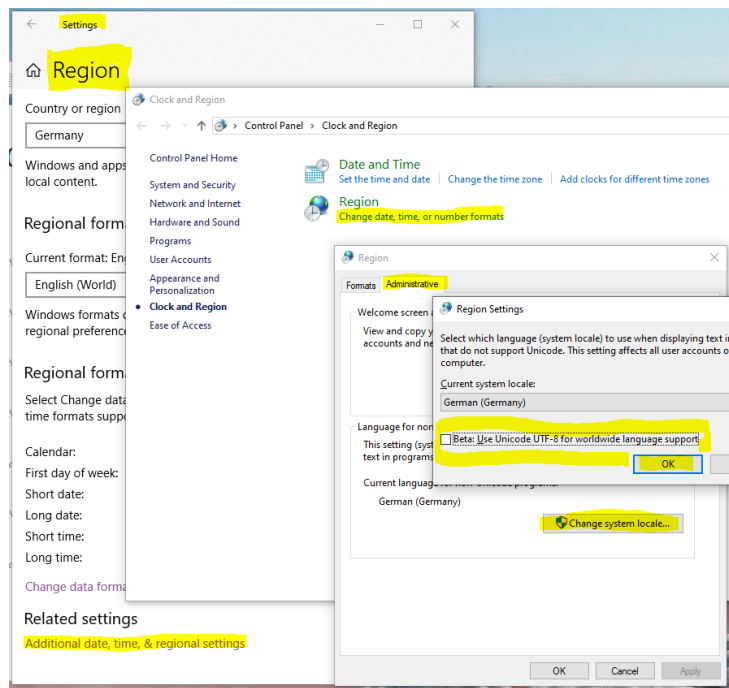 Settings
Region
Country or region
Germany
Windows and apps
local content.
Regional form
Current format: En
English (World)
Windows formats
regional preference
Regional form
Select Change data
time formats suppo
Calendar:
First day of week:
Short date:
Long date:
Short time:
Long time:
Change data forma
Related settings
Additional date, time, & regional settings
Clock and Region
Control Panel > Clock and Region
Control Panel Home
System and Security
Network and Internet
Hardware and Sound
Programs
User Accounts
Appearance and
Personalization
Clock and Region
Ease of Access
Date and Time
Set the time and date | Change the time zone | Add clocks for different time zones
Region
Change date, time, or number formats
Region
Formats Administrative
Welcome screen
View and copy y
accounts and ne
Language for non
This setting (syst
text in programs
Current language for non-Unicode programs:
German (Germany)
Change system locale...
OK Cancel Apply
Region Settings
Select which language (system locale) to use when displaying text i
that do not support Unicode. This setting affects all user accounts o
computer.
Current system locale:
German (Germany)
Beta: Use Unicode UTF-8 for worldwide language support
OK